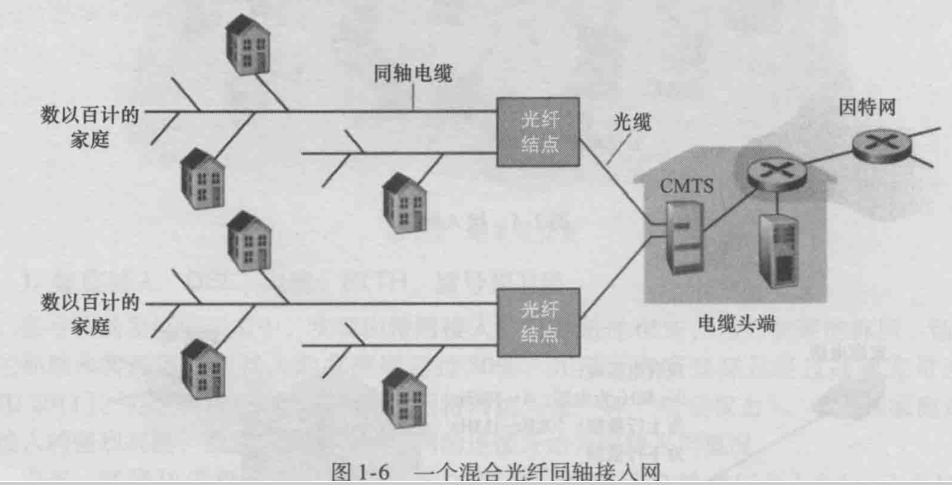 同轴电缆
数以百计的
家庭
光纤
结点
光缆
因特网
CMTS
数以百计的
家庭
光纤
结点
电缆头端
图 1-6 一个混合光纤同轴接入网